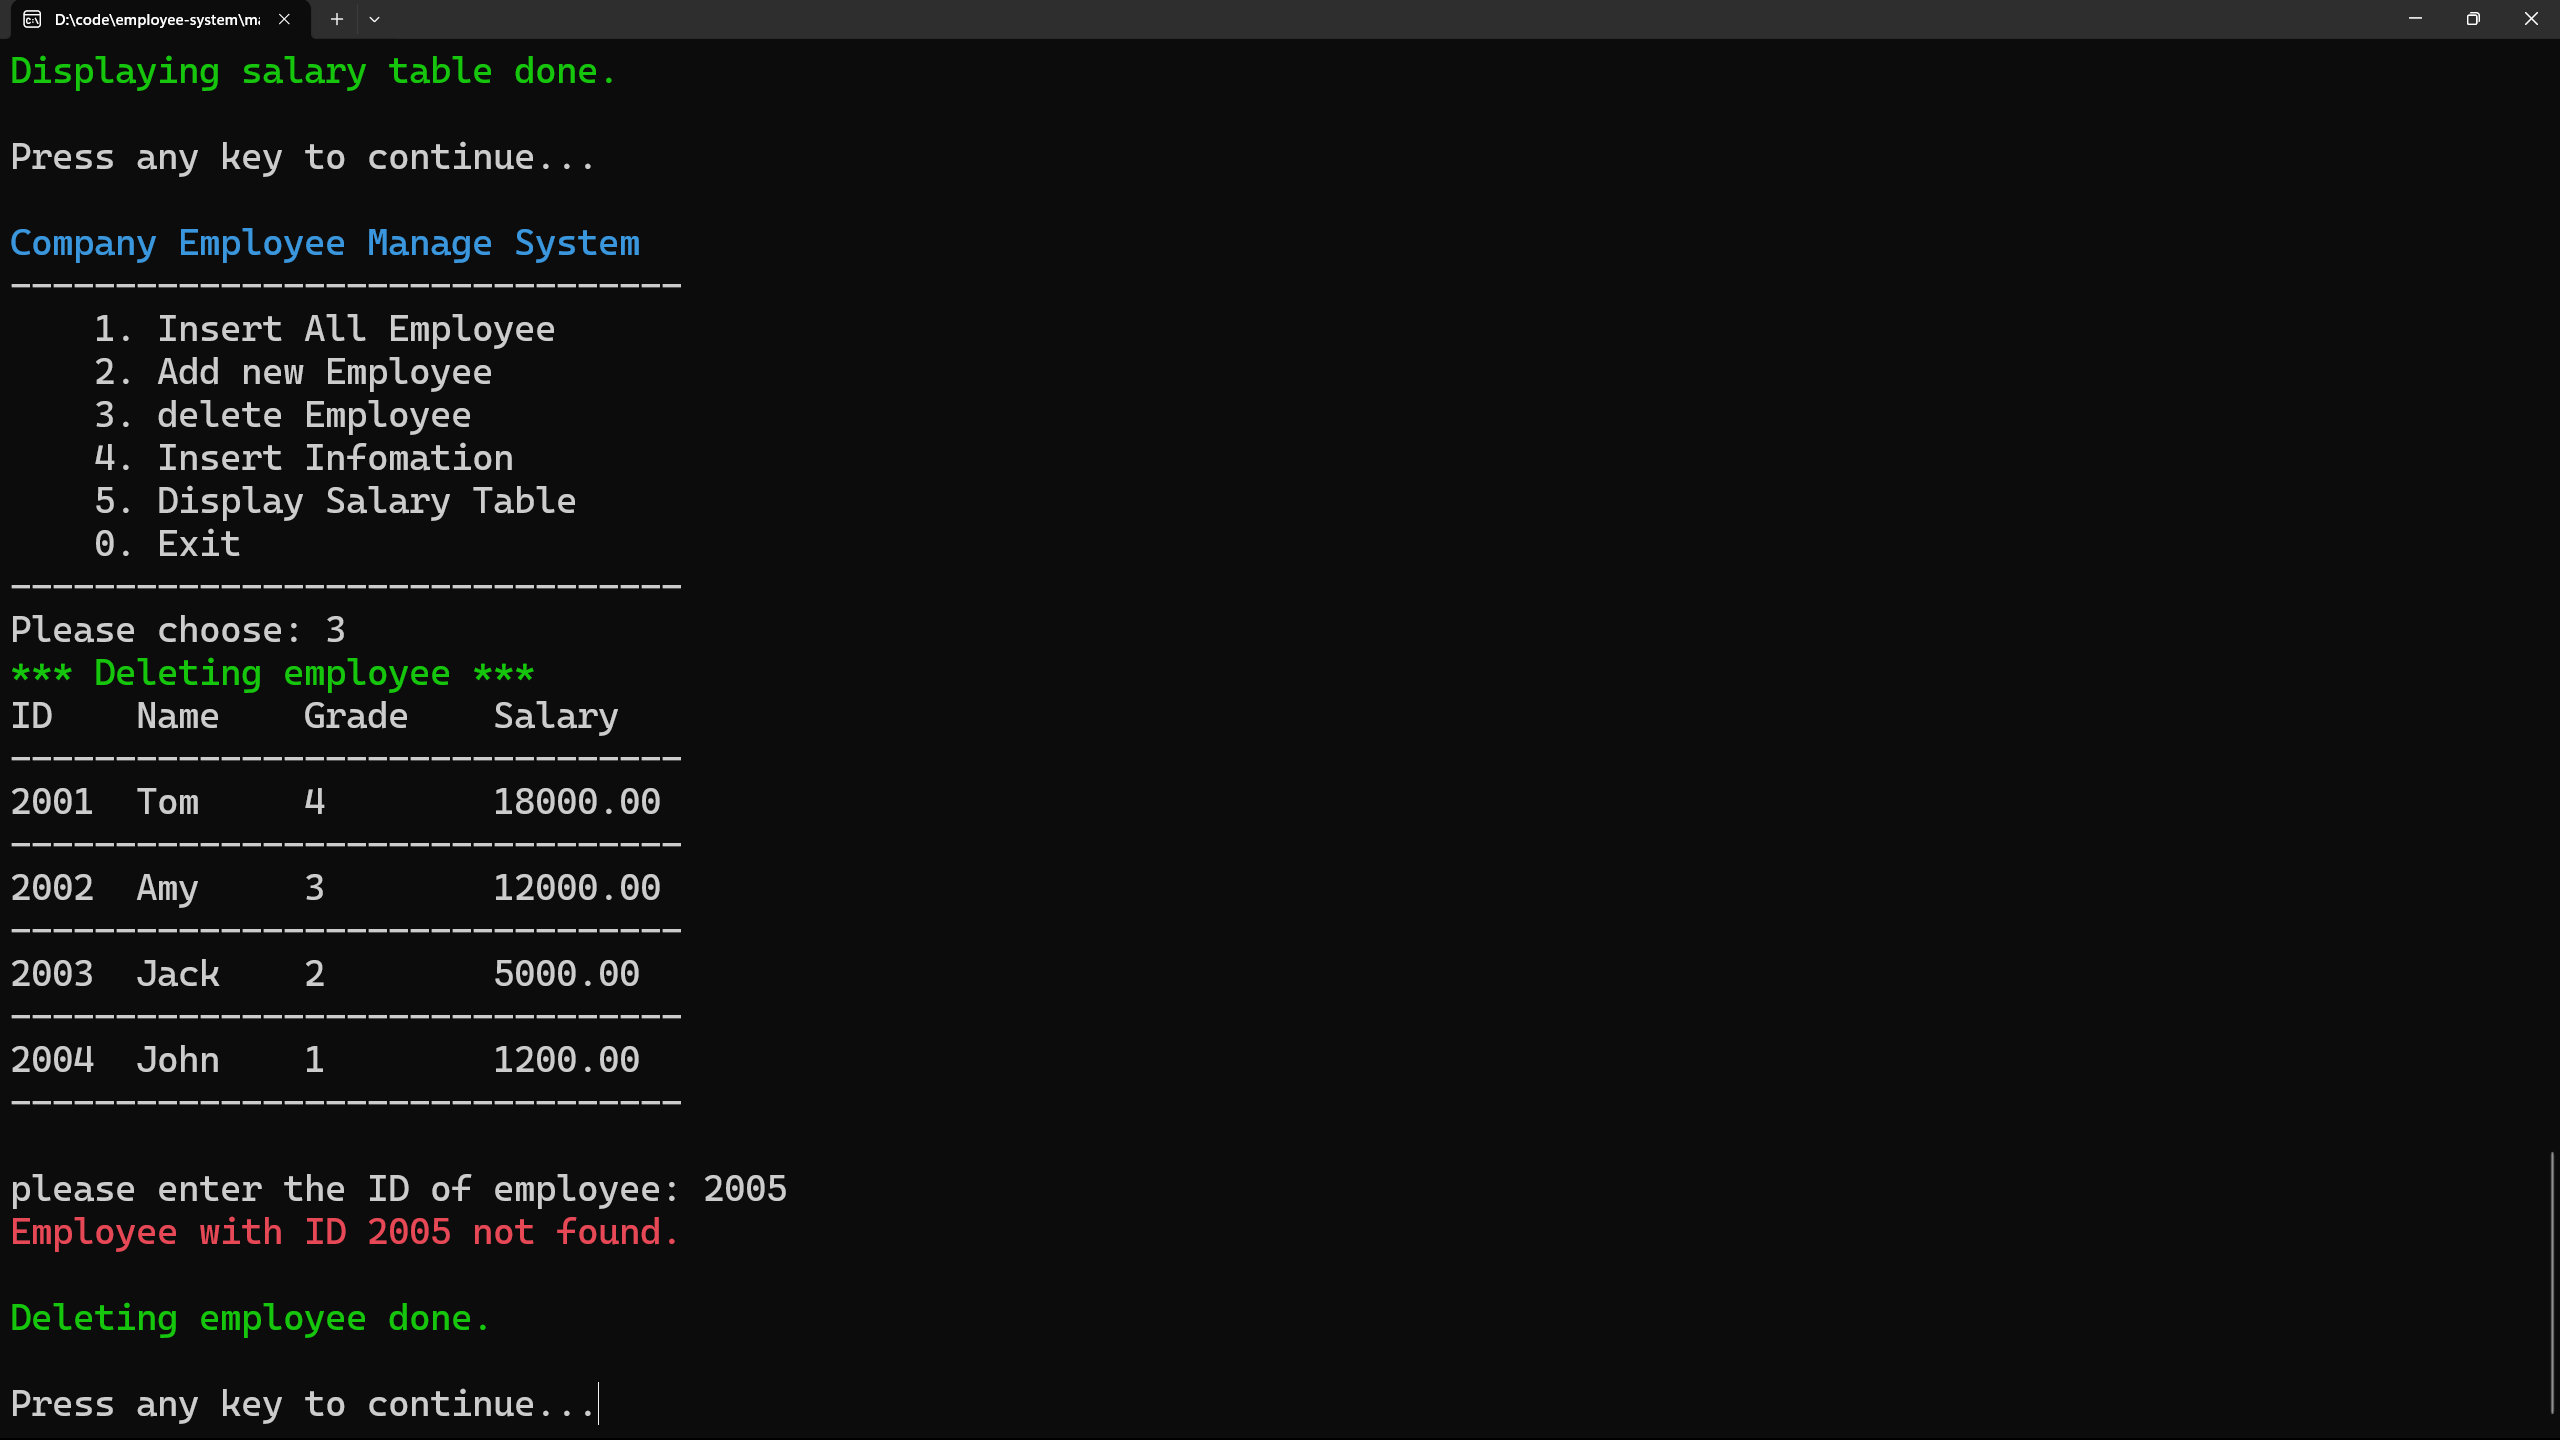 D:\code\employee-system\ma
Displaying salary table done.
Press any key to continue...
Company Employee Manage System
--------------------------------
1. Insert All Employee
2. Add new Employee
3. delete Employee
4. Insert Infomation
5. Display Salary Table
0. Exit
--------------------------------
Please choose: 3
*** Deleting employee ***
ID Name Grade Salary
--------------------------------
2001 Tom 4 18000.00
--------------------------------
2002 Amy 3 12000.00
--------------------------------
2003 Jack 2 5000.00
--------------------------------
2004 John 1 1200.00
--------------------------------
please enter the ID of employee: 2005
Employee with ID 2005 not found.
Deleting employee done.
Press any key to continue...